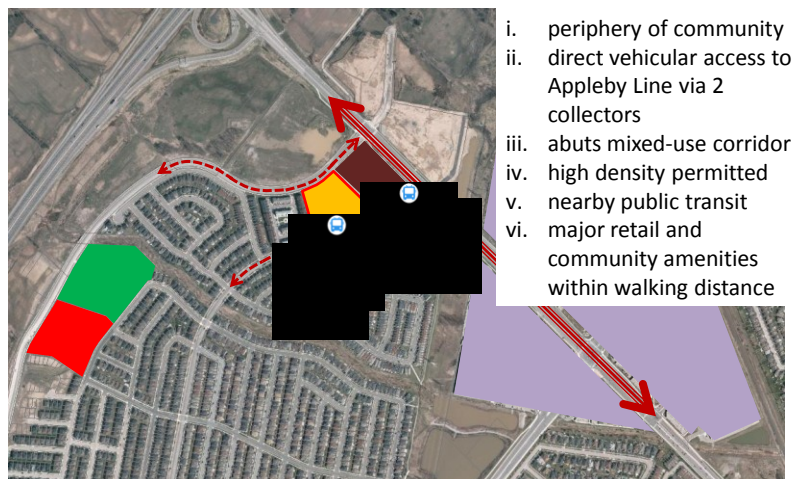 i. periphery of community
ii. direct vehicular access to
Appleby Line via 2
collectors
iii. abuts mixed-use corridor
iv. high density permitted
v. nearby public transit
vi. major retail and
community amenities
within walking distance